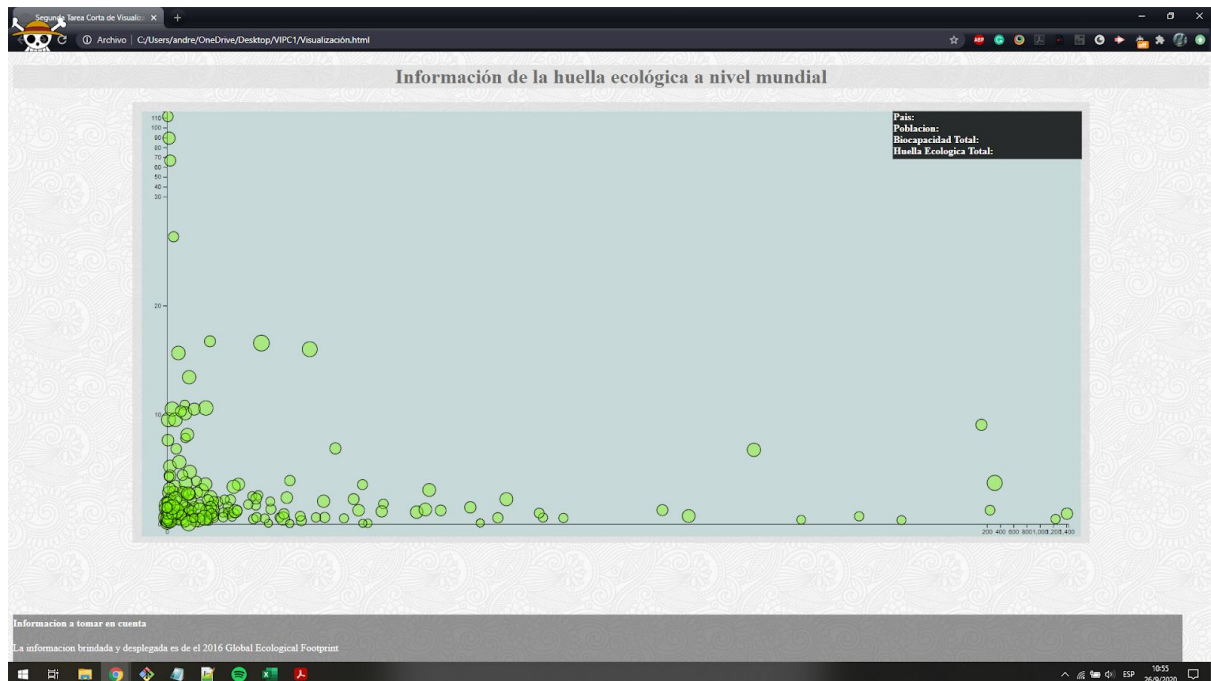 Segunda Tarea Corta de Visualiz
Archivo | C:/Users/andre/OneDrive/Desktop/VIPC1/Visualización.html
ABP
off
Información de la huella ecológica a nivel mundial
Pais:
Poblacion:
Biocapacidad Total:
Huella Ecologica Total:
110
100
90
80
70
60
50
40
30
20
10
0
200 400 600 800 1,000 1,200 1,400
Informacion a tomar en cuenta
La informacion brindada y desplegada es de el 2016 Global Ecological Footprint
ESP
10:55
26/9/2020